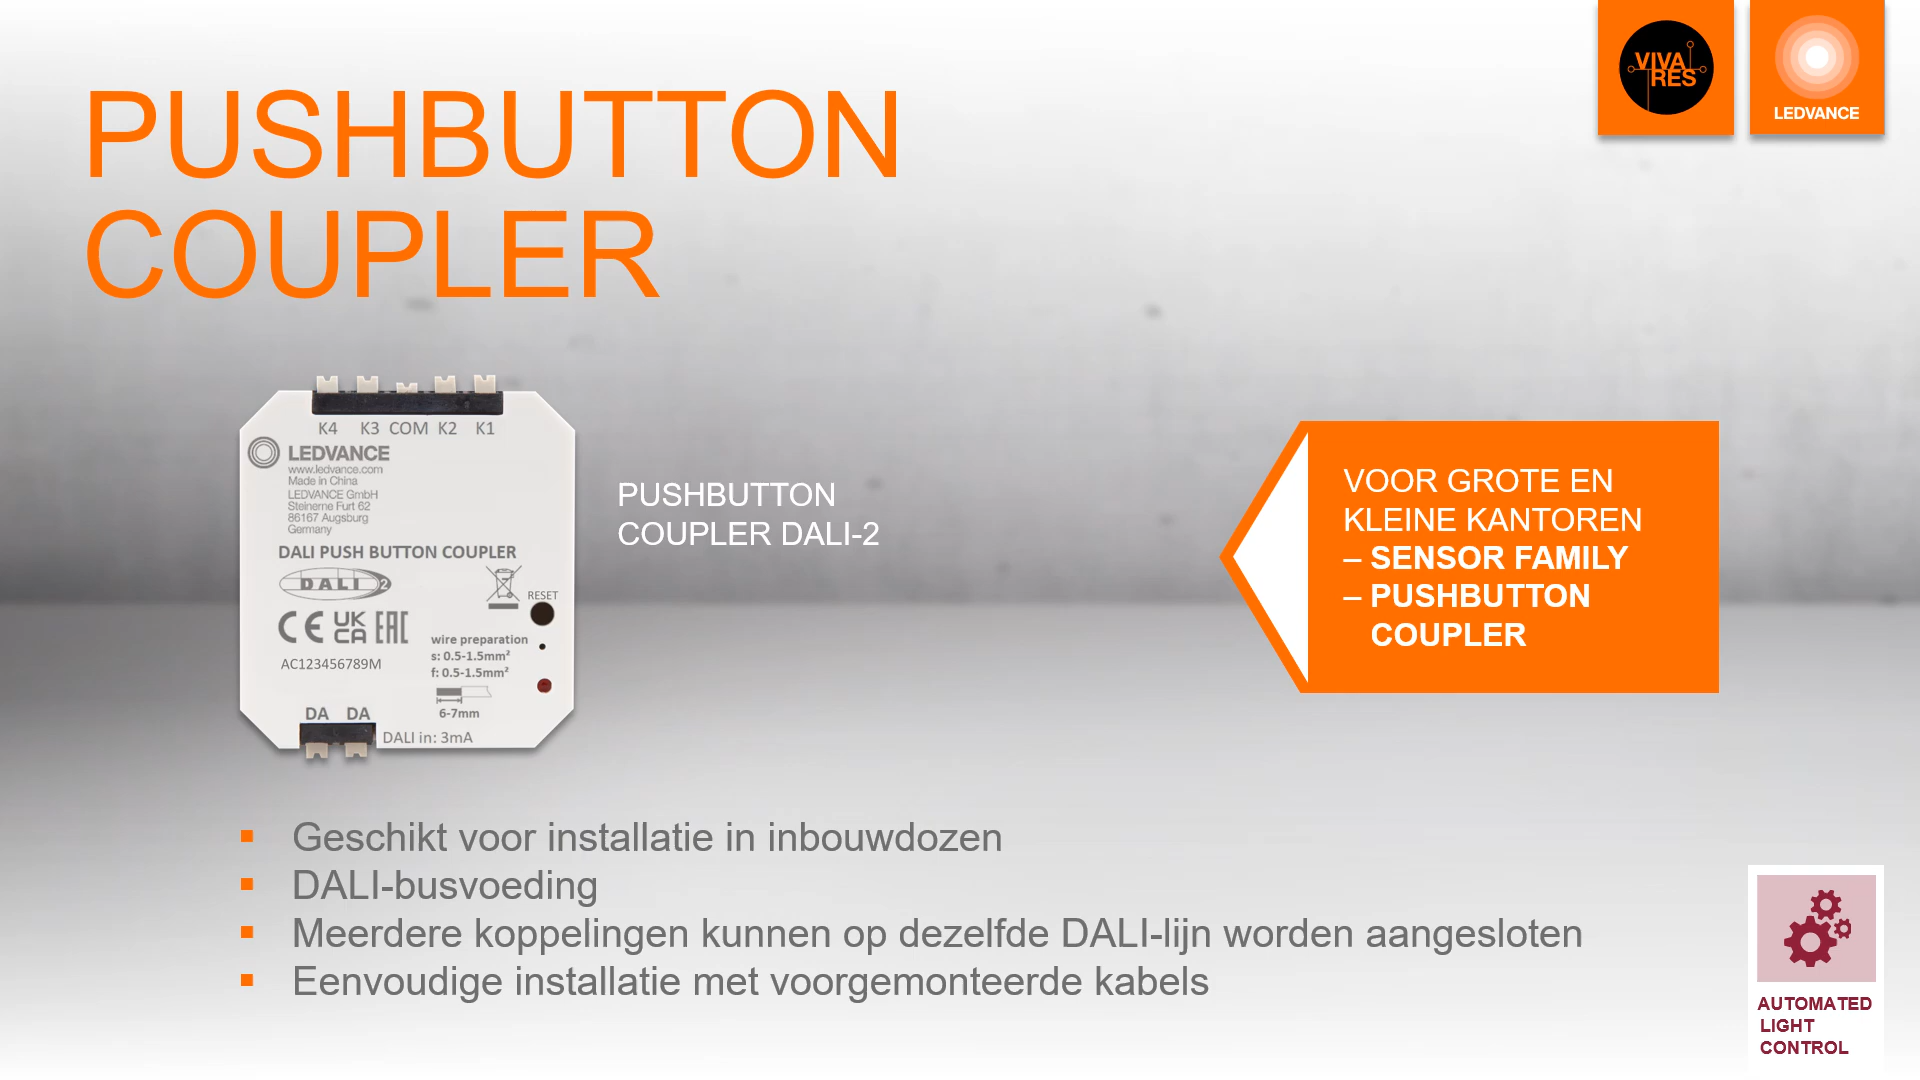 PUSHBUTTON
COUPLER
VIVA
RES
LEDVANCE
K4 K3 COM K2 K1
LEDVANCE
www.ledvance.com
Made in China
LEDVANCE GmbH
Steinerne Furt 62
86167 Augsburg
Germany
DALI PUSH BUTTON COUPLER
DALI 2
RESET
CE UK CA EAC
wire preparation
s: 0.5-1.5mm²
f: 0.5-1.5mm²
AC123456789M
6-7mm
DA DA
DALI in: 3mA
PUSHBUTTON
COUPLER DALI-2
VOOR GROTE EN
KLEINE KANTOREN
– SENSOR FAMILY
– PUSHBUTTON
COUPLER
▪ Geschikt voor installatie in inbouwdozen
▪ DALI-busvoeding
▪ Meerdere koppelingen kunnen op dezelfde DALI-lijn worden aangesloten
▪ Eenvoudige installatie met voorgemonteerde kabels
AUTOMATED
LIGHT
CONTROL